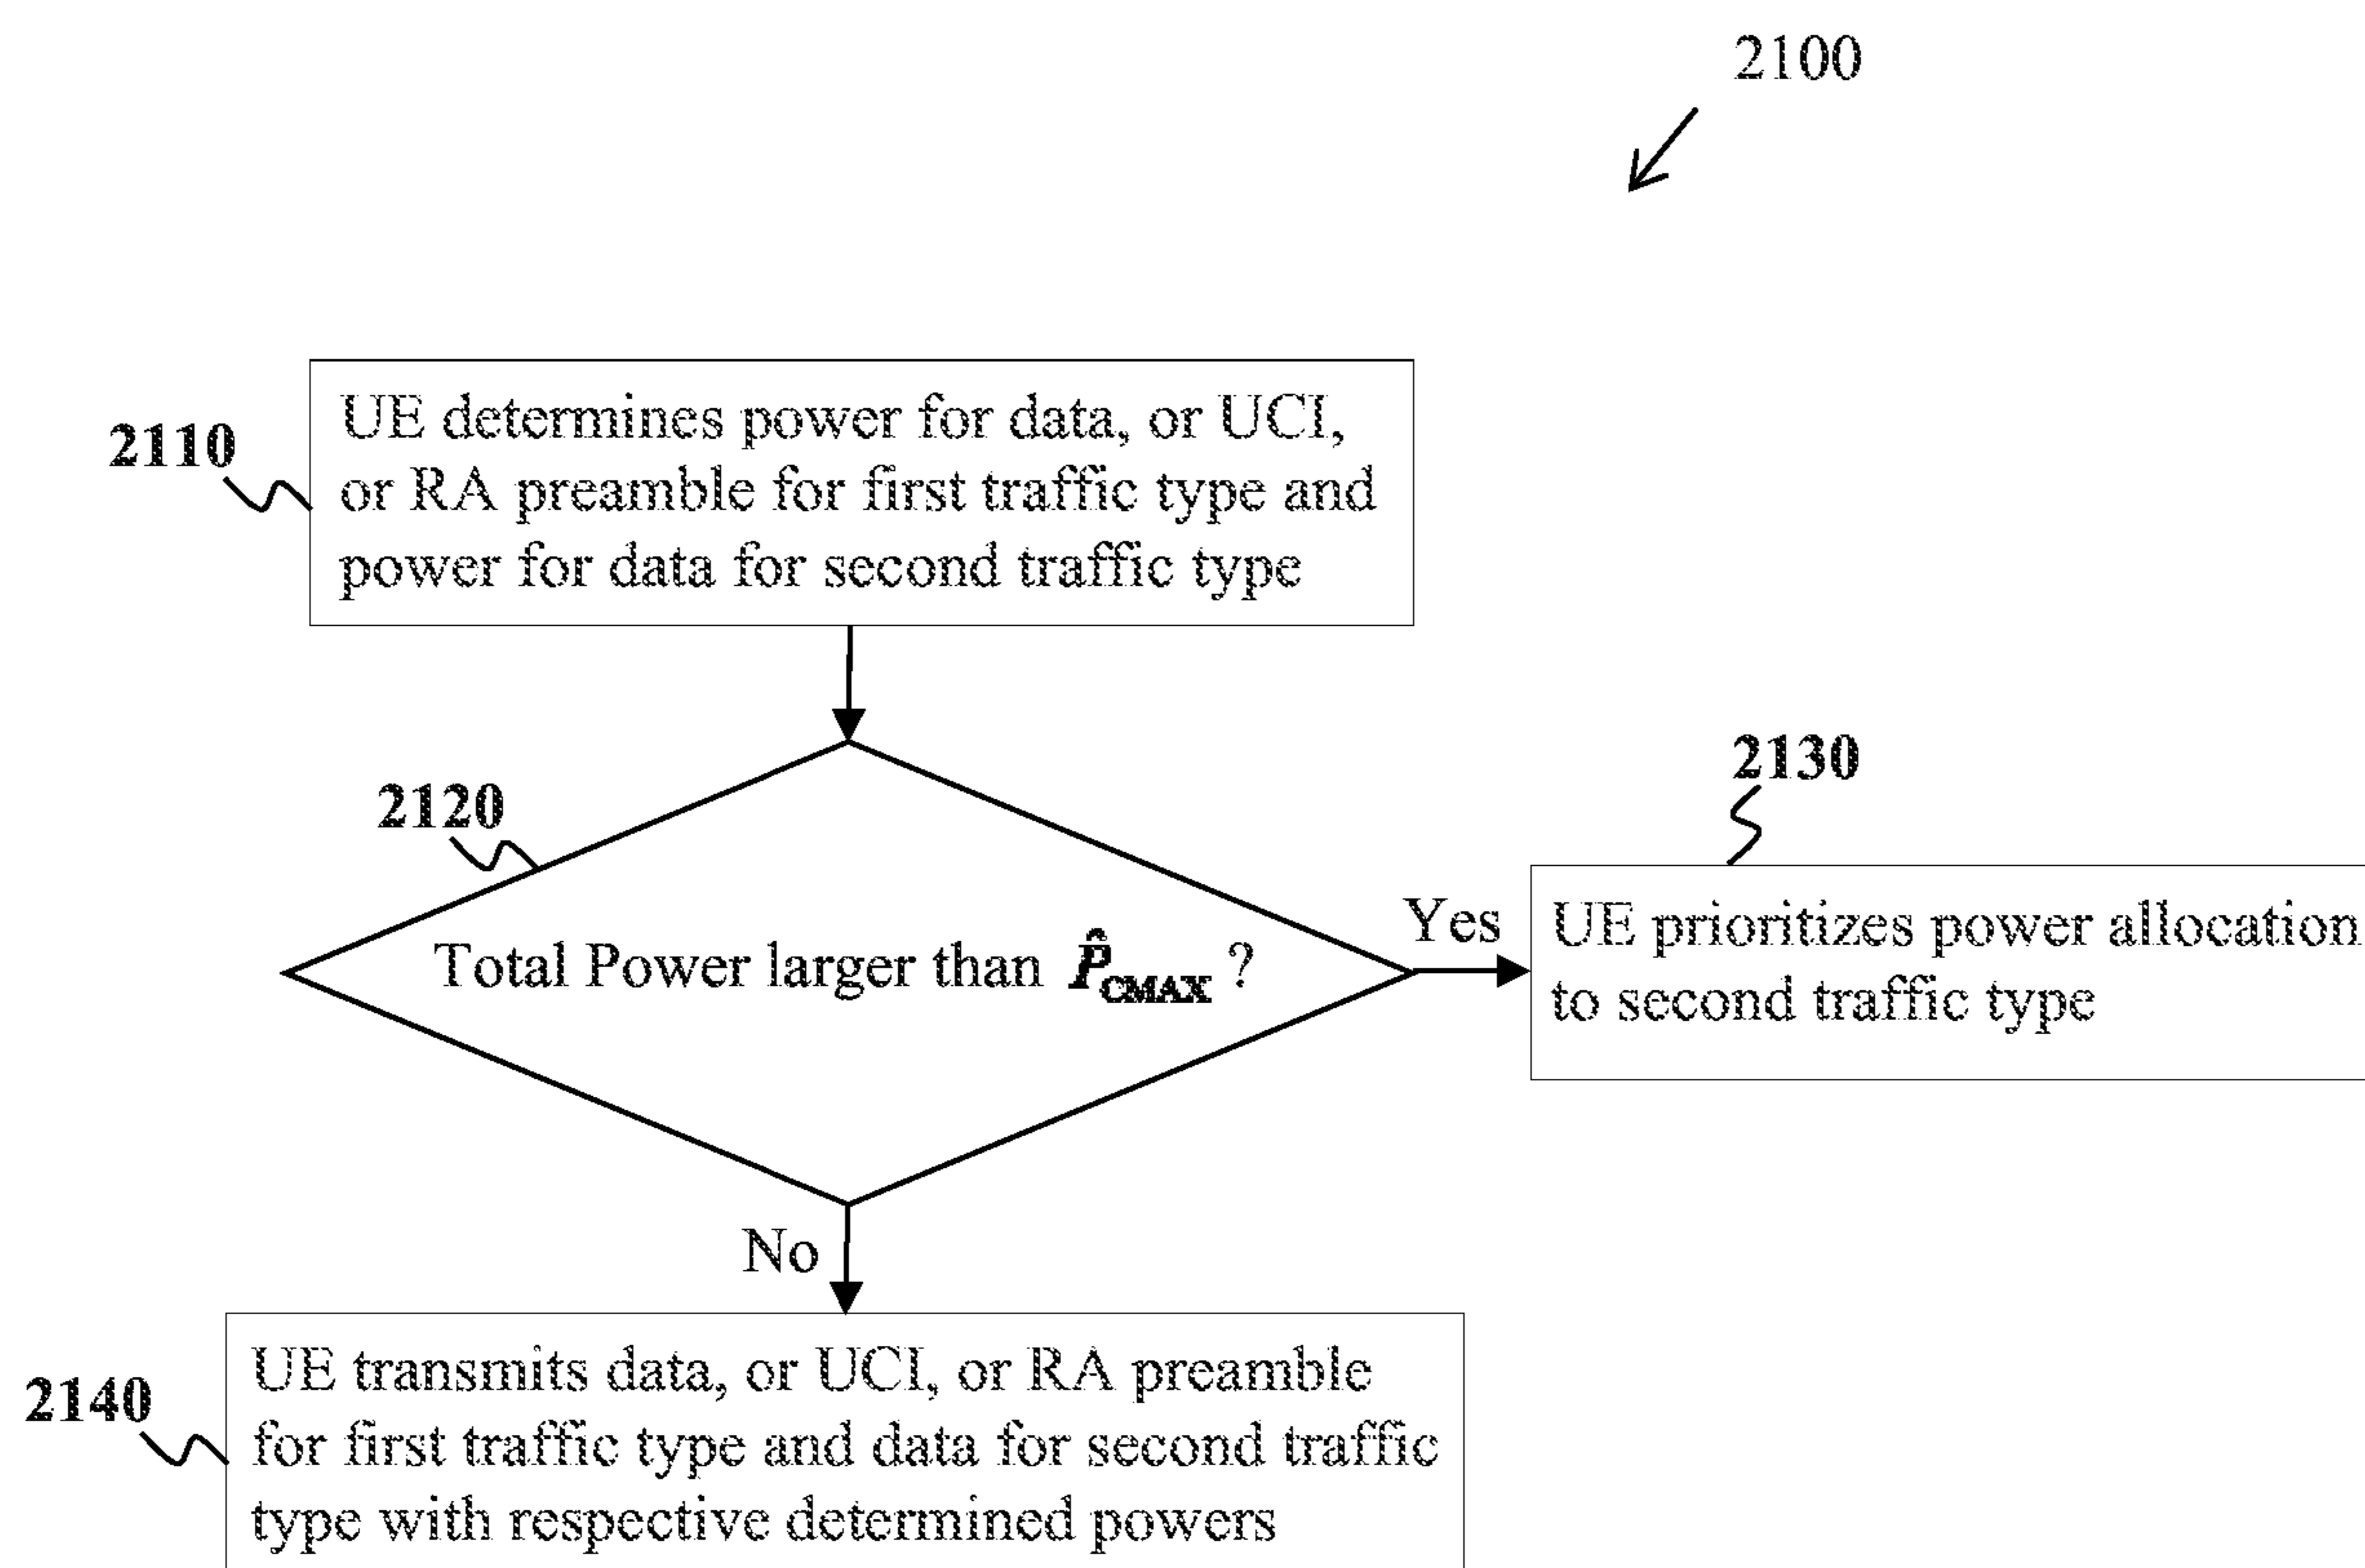 2100
2110
UE determines power for data, or UCI,
or RA preamble for first traffic type and
power for data for second traffic type
2120
Total Power larger than P̂CMAX ?
Yes
2130
UE prioritizes power allocation
to second traffic type
No
2140
UE transmits data, or UCI, or RA preamble
for first traffic type and data for second traffic
type with respective determined powers